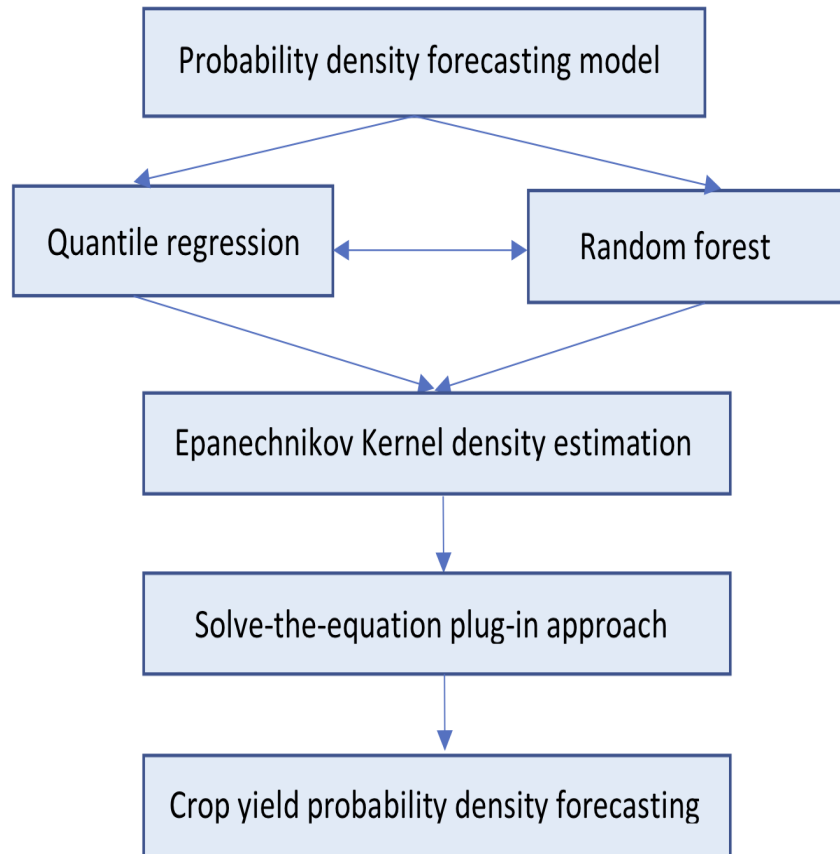 Probability density forecasting model
Quantile regression
Random forest
Epanechnikov Kernel density estimation
Solve-the-equation plug-in approach
Crop yield probability density forecasting